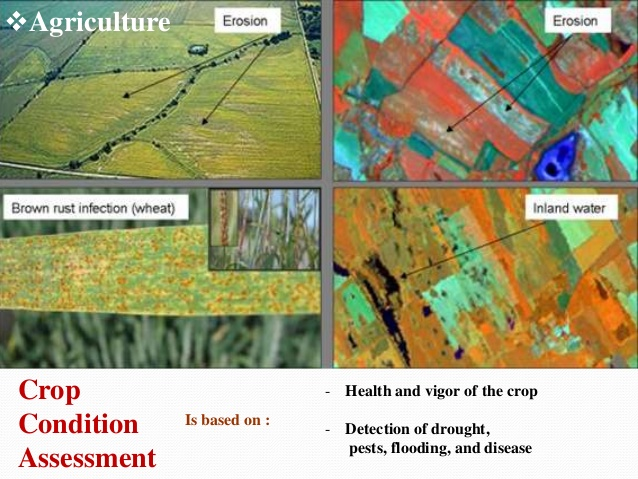 ❖Agriculture
Erosion
Erosion
Brown rust infection (wheat)
Inland water
Crop
Condition
Assessment
Is based on :
- Health and vigor of the crop
- Detection of drought,
pests, flooding, and disease